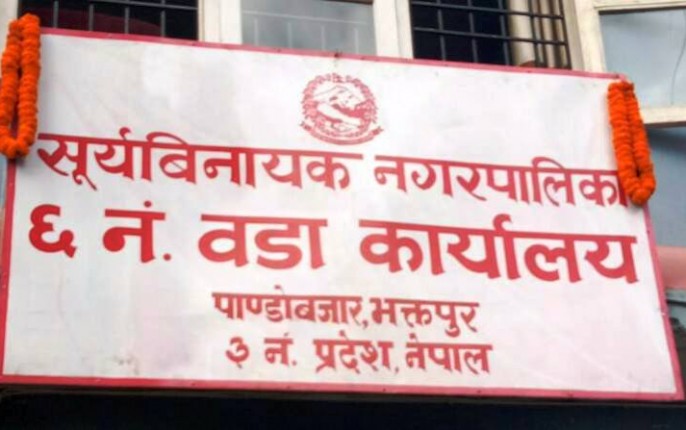 सूर्यबिनायक नगरपालिका
६ नं. वडा कार्यालय
पाण्डोबजार, भक्तपुर
३ नं. प्रदेश, नेपाल